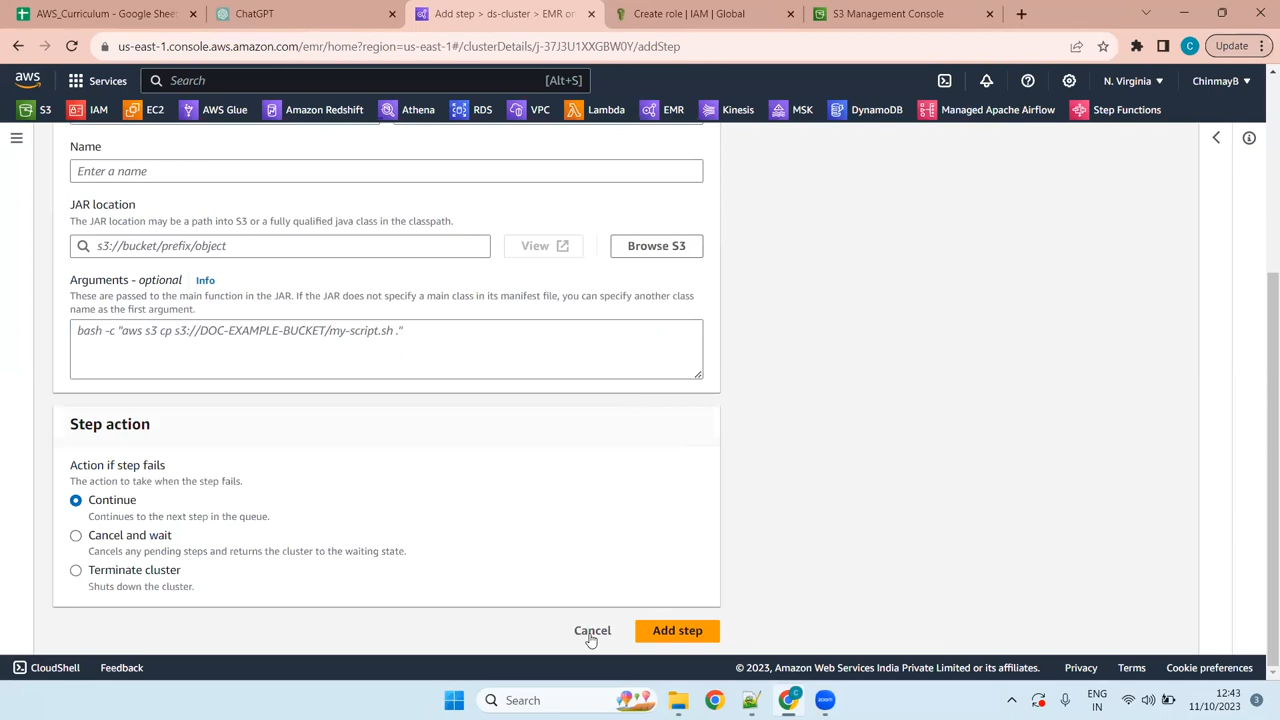 AWS_Curriculum - Google Sheet
ChatGPT
Add step > ds-cluster > EMR on
Create role | IAM | Global
S3 Management Console
us-east-1.console.aws.amazon.com/emr/home?region=us-east-1#/clusterDetails/j-37J3U1XXGBW0Y/addStep
Update
aws
Services
Search
[Alt+S]
N. Virginia
ChinmayB
S3
IAM
EC2
AWS Glue
Amazon Redshift
Athena
RDS
VPC
Lambda
EMR
Kinesis
MSK
DynamoDB
Managed Apache Airflow
Step Functions
Name
Enter a name
JAR location
The JAR location may be a path into S3 or a fully qualified java class in the classpath.
s3://bucket/prefix/object
View
Browse S3
Arguments - optional
Info
These are passed to the main function in the JAR. If the JAR does not specify a main class in its manifest file, you can specify another class
name as the first argument.
bash -c "aws s3 cp s3://DOC-EXAMPLE-BUCKET/my-script.sh ."
Step action
Action if step fails
The action to take when the step fails.
Continue
Continues to the next step in the queue.
Cancel and wait
Cancels any pending steps and returns the cluster to the waiting state.
Terminate cluster
Shuts down the cluster.
Cancel
Add step
CloudShell
Feedback
© 2023, Amazon Web Services India Private Limited or its affiliates.
Privacy
Terms
Cookie preferences
Search
ENG
IN
12:43
11/10/2023
3